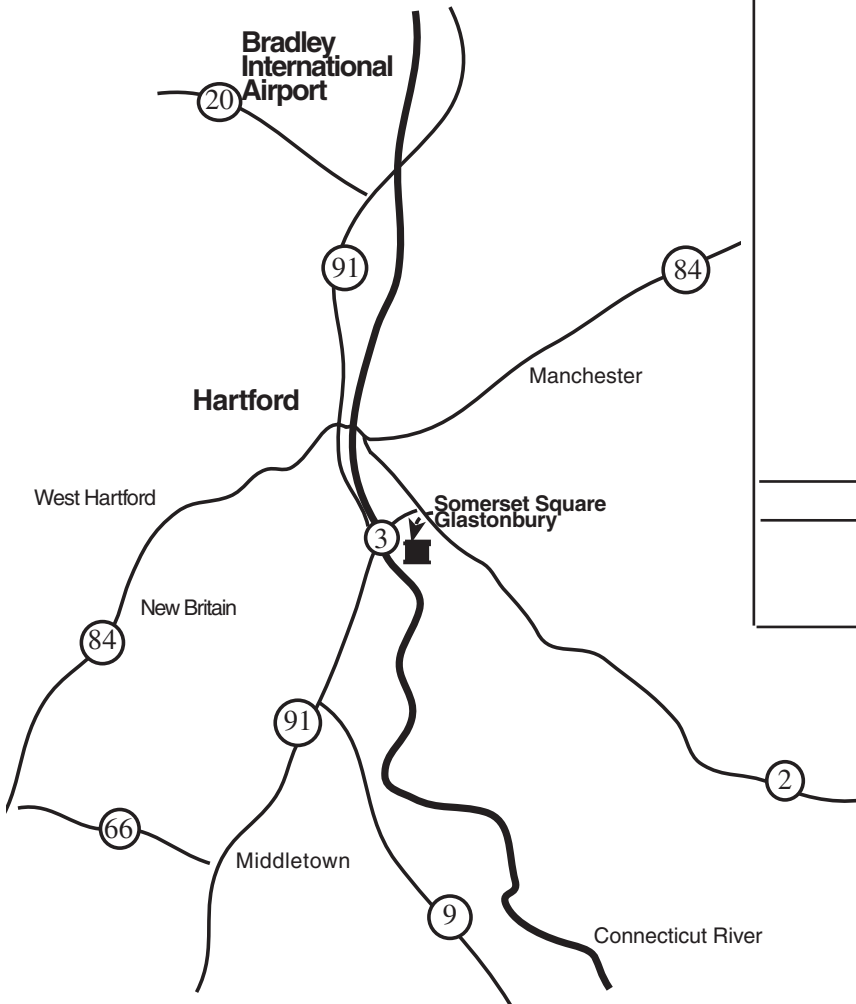 Bradley
International
Airport
20
91
84
Manchester
Hartford
West Hartford
Somerset Square
Glastonbury
3
New Britain
84
91
2
66
Middletown
9
Connecticut River